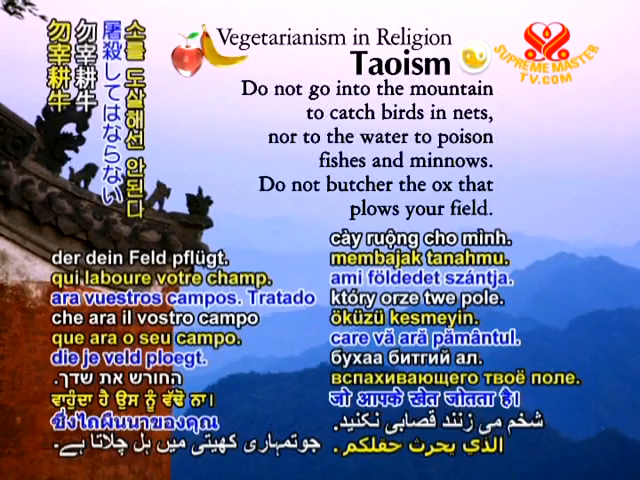 Vegetarianism in Religion
Taoism
SUPREME MASTER
TV.COM
Do not go into the mountain
to catch birds in nets,
nor to the water to poison
fishes and minnows.
Do not butcher the ox that
plows your field.
소를 도살해선 안된다
屠殺してはならない
勿宰耕牛
勿宰耕牛
der dein Feld pflügt.
qui laboure votre champ.
ara vuestros campos. Tratado
che ara il vostro campo
que ara o seu campo.
die je veld ploegt.
החורש את שדך.
ਵਾਹੁੰਦਾ ਹੈ ਉਸ ਨੂੰ ਵੱਢੋ ਨਾ।
ซึ่งไถผืนนาของคุณ
جوتمہاری کھیتی میں ہل چلاتا ہے۔
cày ruộng cho mình.
membajak tanahmu.
ami földedet szántja.
który orze twe pole.
öküzü kesmeyin.
care vă ară pământul.
бухаа битгий ал.
вспахивающего твоё поле.
जो आपके खेत जोतता है।
شخم می زنند قصابی نکنید.
الذي يحرث حقلكم.